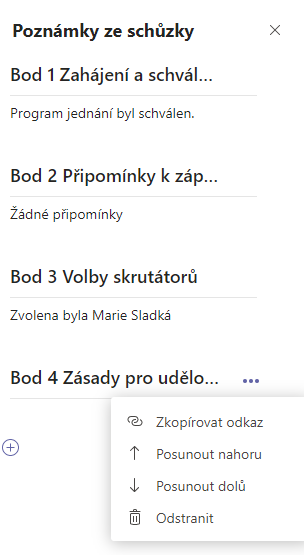 Poznámky ze schůzky
Bod 1 Zahájení a schvál...
Program jednání byl schválen.
Bod 2 Připomínky k záp...
Žádné připomínky
Bod 3 Volby skrutátorů
Zvolena byla Marie Sladká
Bod 4 Zásady pro udělo...
Zkopírovat odkaz
Posunout nahoru
Posunout dolů
Odstranit